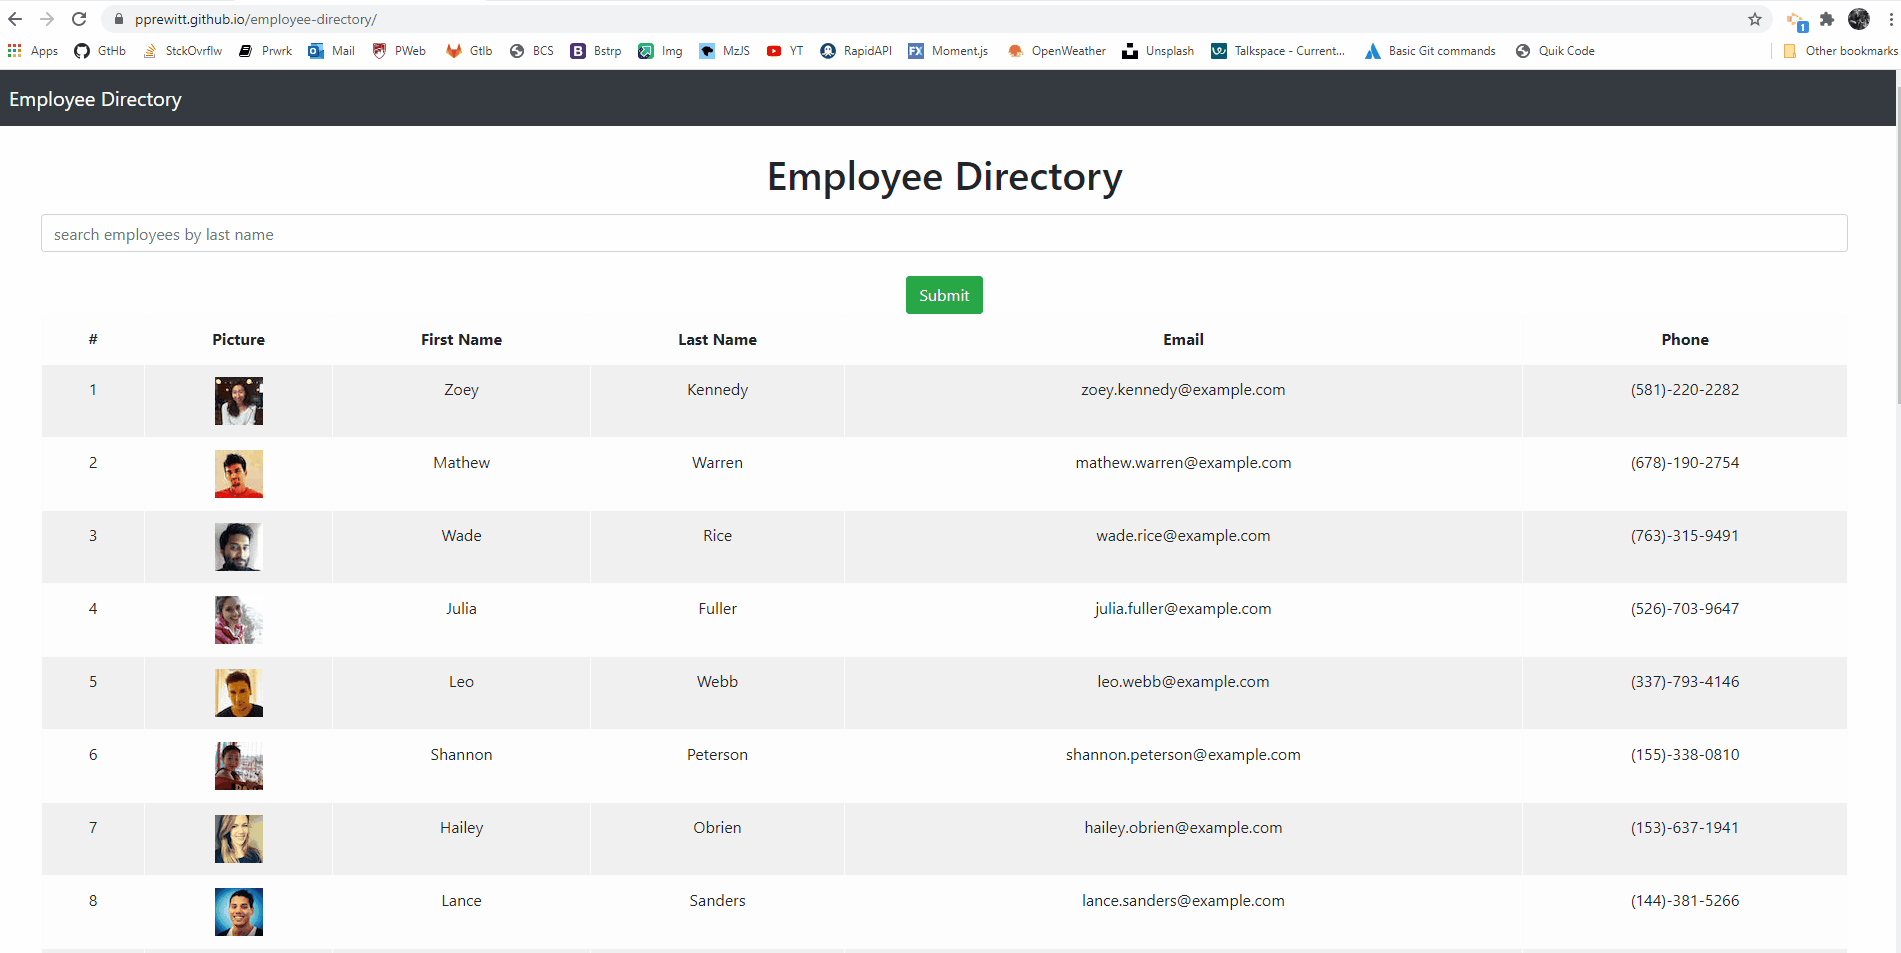 pprewitt.github.io/employee-directory/
1
Apps GtHb StckOvrflw Prwrk Mail PWeb Gtlb BCS Bstrp Img MzJS YT RapidAPI Moment.js OpenWeather Unsplash Talkspace - Current... Basic Git commands Quik Code Other bookmarks
Employee Directory
Employee Directory
search employees by last name
Submit
# Picture First Name Last Name Email Phone
1 Zoey Kennedy zoey.kennedy@example.com (581)-220-2282
2 Mathew Warren mathew.warren@example.com (678)-190-2754
3 Wade Rice wade.rice@example.com (763)-315-9491
4 Julia Fuller julia.fuller@example.com (526)-703-9647
5 Leo Webb leo.webb@example.com (337)-793-4146
6 Shannon Peterson shannon.peterson@example.com (155)-338-0810
7 Hailey Obrien hailey.obrien@example.com (153)-637-1941
8 Lance Sanders lance.sanders@example.com (144)-381-5266